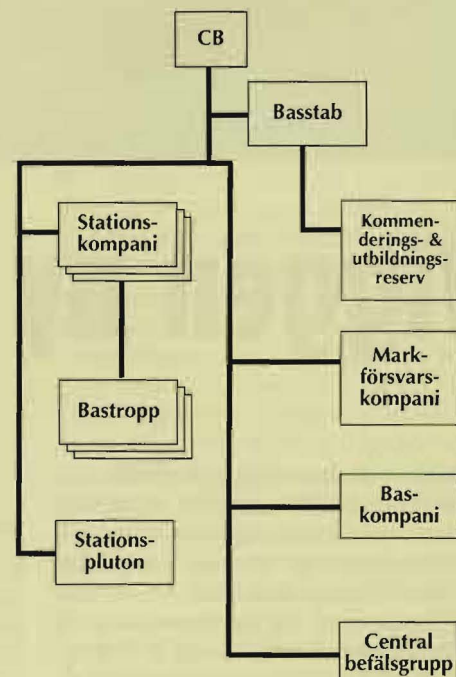 CB
Basstab
Stations-
kompani
Kommen-
derings- &
utbildnings-
reserv
Mark-
försvars-
kompani
Bastropp
Bas-
kompani
Stations-
pluton
Central
befälsgrupp